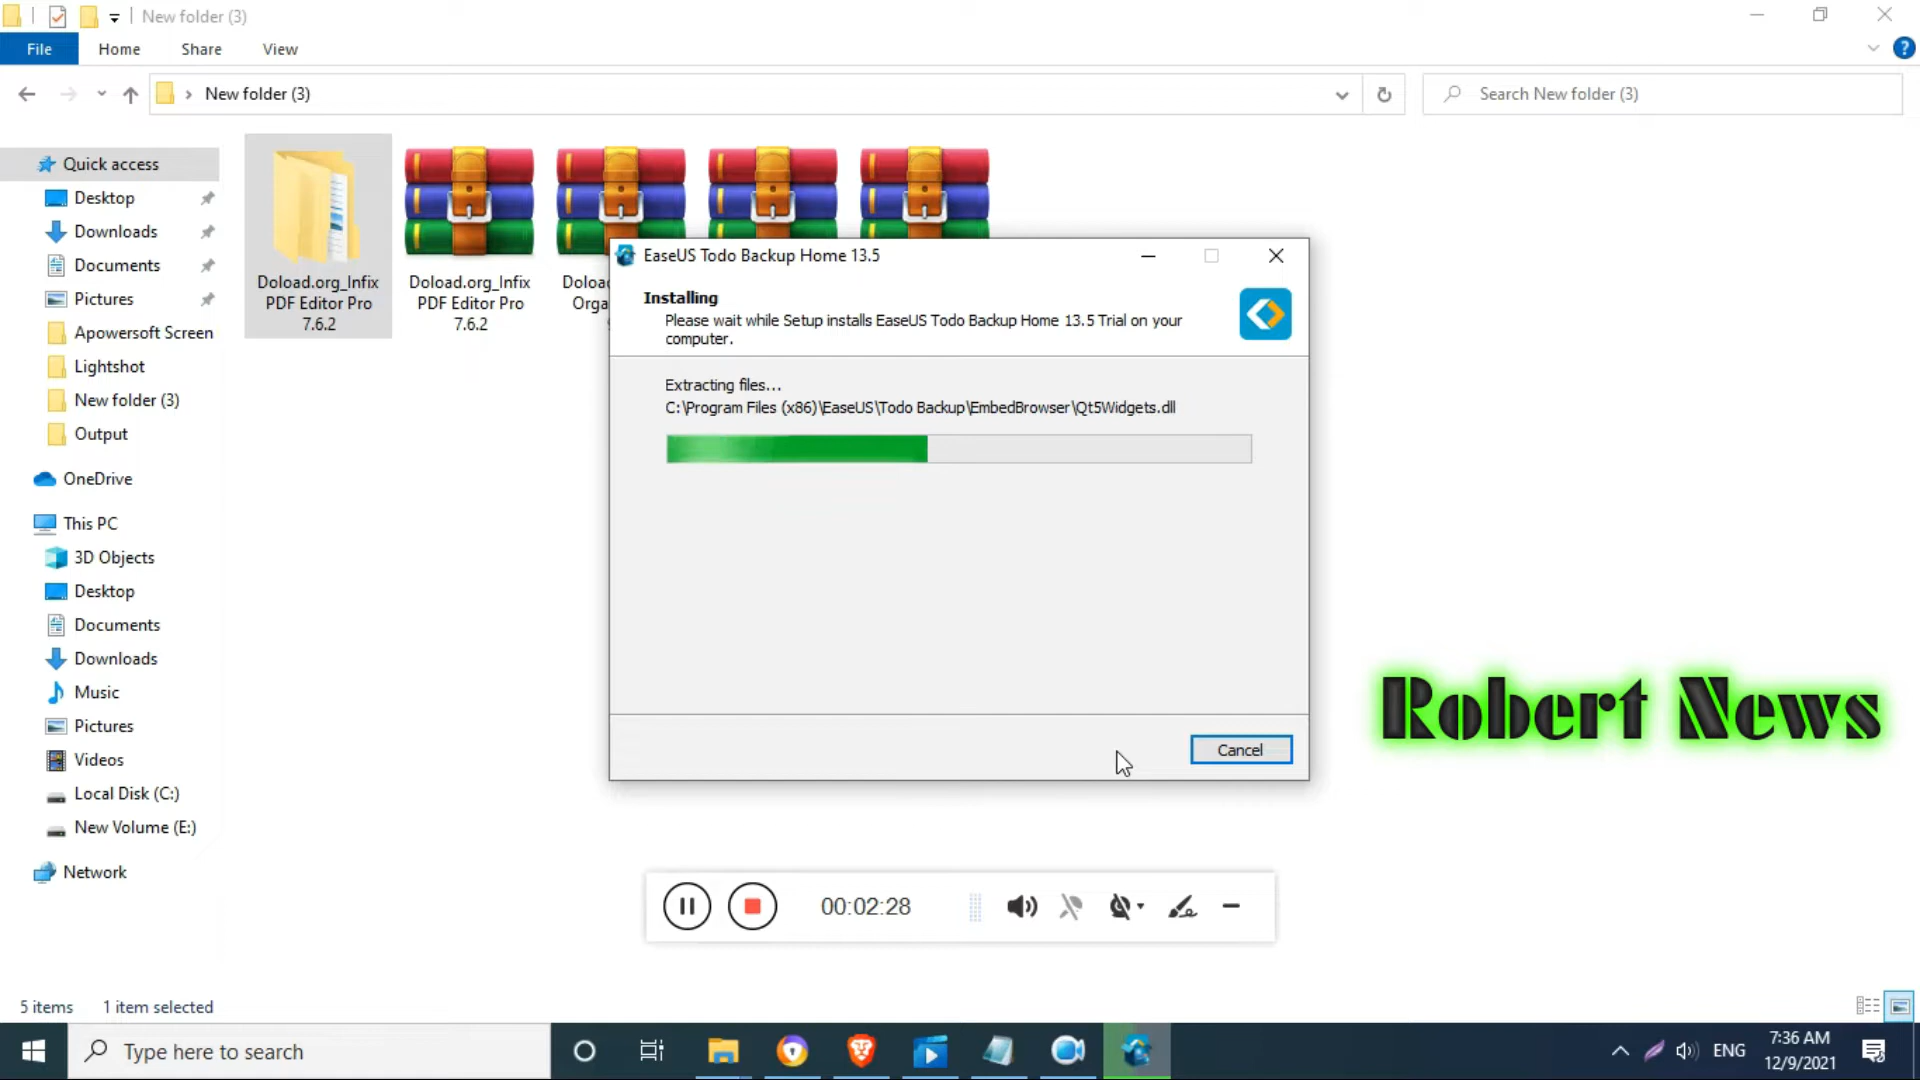 New folder (3)
File
Home
Share
View
New folder (3)
Search New folder (3)
Quick access
Desktop
Downloads
Documents
Pictures
Apowersoft Screen
Lightshot
New folder (3)
Output
OneDrive
This PC
3D Objects
Desktop
Documents
Downloads
Music
Pictures
Videos
Local Disk (C:)
New Volume (E:)
Network
Doload.org_Infix
PDF Editor Pro
7.6.2
Doload.org_Infix
PDF Editor Pro
7.6.2
EaseUS Todo Backup Home 13.5
Installing
Please wait while Setup installs EaseUS Todo Backup Home 13.5 Trial on your
computer.
Extracting files...
C:\Program Files (x86)\EaseUS\Todo Backup\EmbedBrowser\Qt5Widgets.dll
Cancel
Robert News
00:02:28
5 items
1 item selected
Type here to search
ENG
7:36 AM
12/9/2021